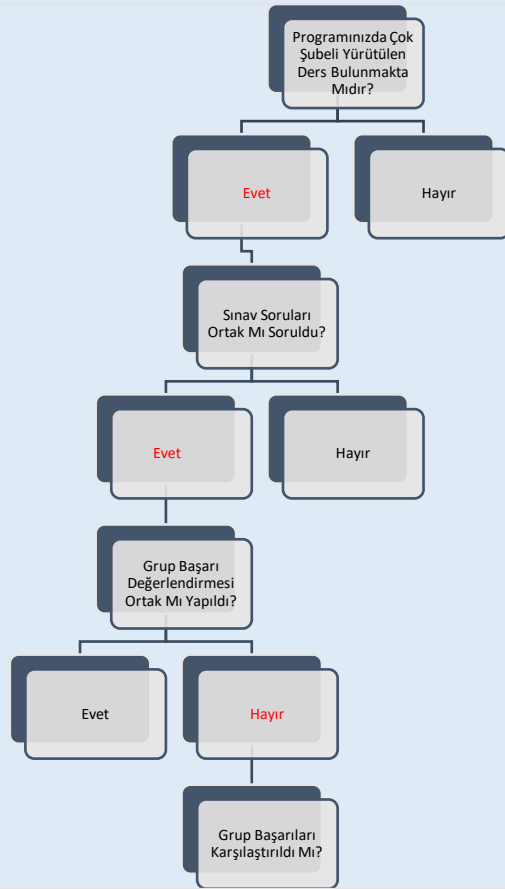 Programınızda Çok
Şubeli Yürütülen
Ders Bulunmakta
Mıdır?
Evet
Hayır
Sınav Soruları
Ortak Mı Soruldu?
Evet
Hayır
Grup Başarı
Değerlendirmesi
Ortak Mı Yapıldı?
Evet
Hayır
Grup Başarıları
Karşılaştırıldı Mı?